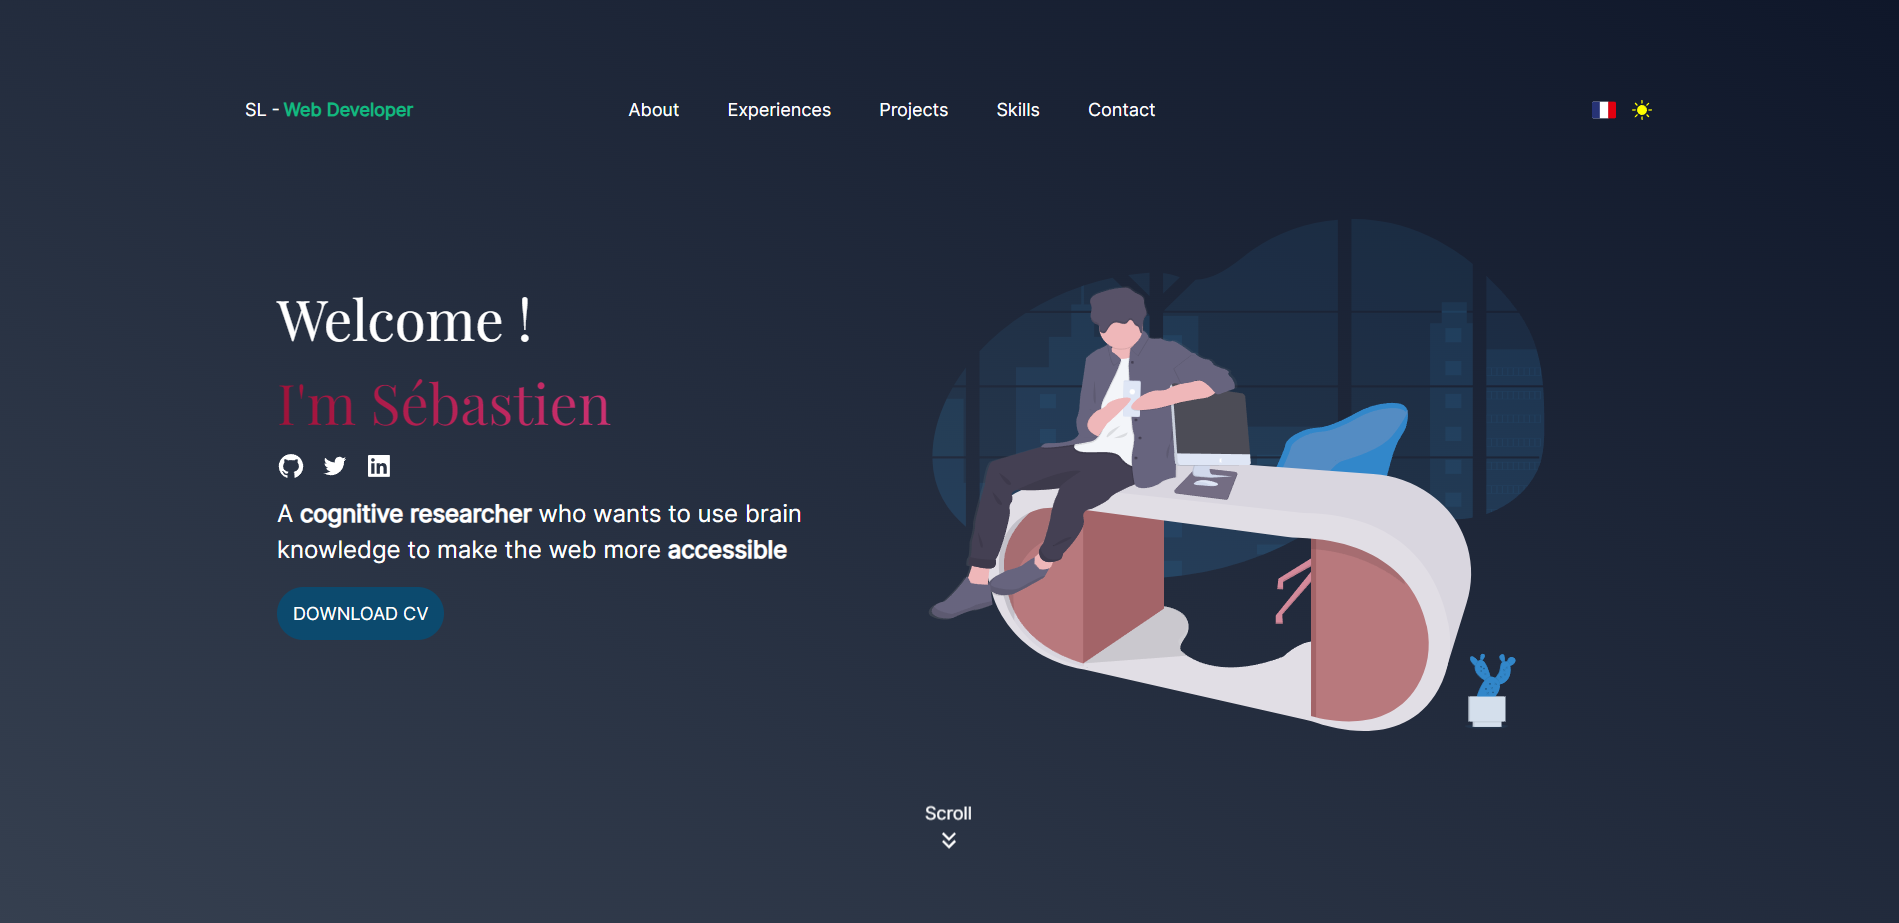 SL - Web Developer
About
Experiences
Projects
Skills
Contact
Welcome !
I'm Sébastien
A cognitive researcher who wants to use brain
knowledge to make the web more accessible
DOWNLOAD CV
Scroll